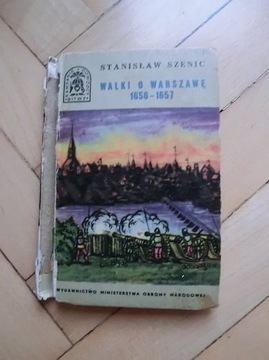 STANISŁAW SZENIC
WALKI O WARSZAWĘ
1656-1657
WYDAWNICTWO MINISTERSTWA OBRONY NARODOWEJ